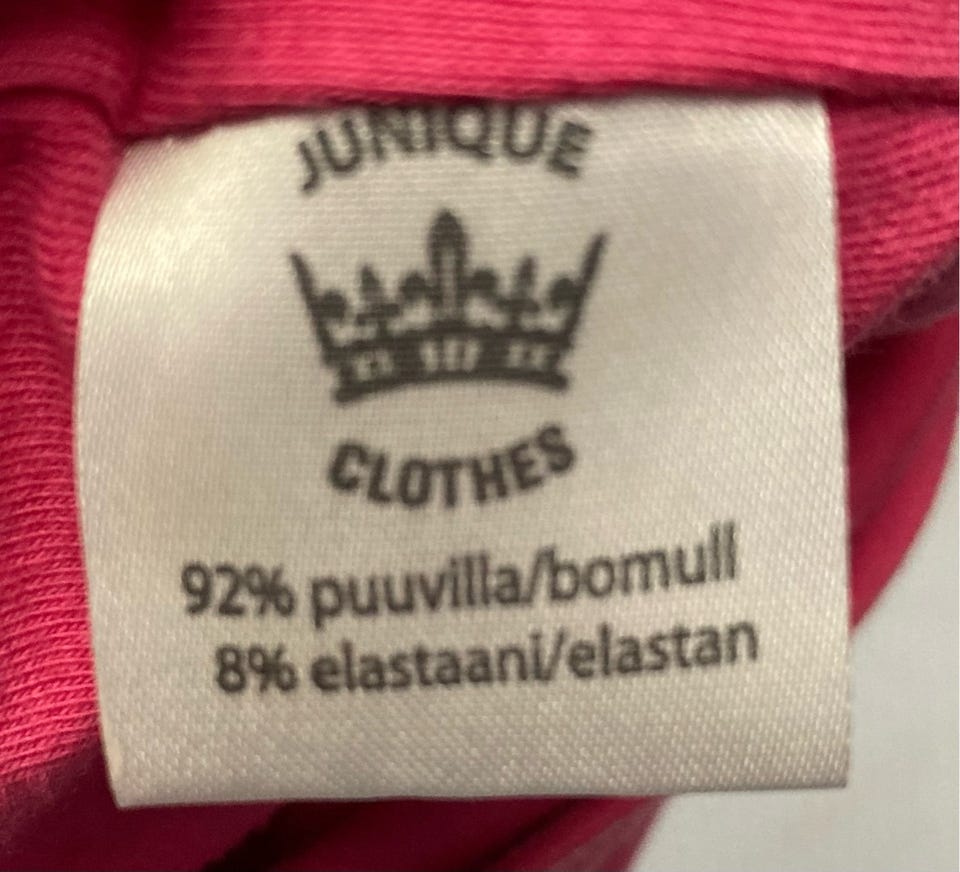 JUNIQUE
CLOTHES
92% puuvilla/bomull
8% elastaani/elastan